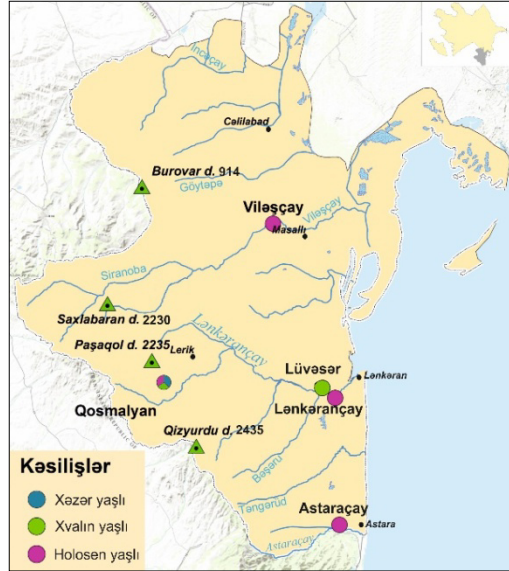 İncəçay
Cəlilabad
Burovar d. 914
Göytəpə
Viləşçay
Viləşçay
Masallı
Siranoba
Saxlabaran d. 2230
Lənkərançay
Paşaqol d. 2235
Lerik
Lüvəsər
Lənkəran
Qosmalyan
Lənkərançay
Qizyurdu d. 2435
Bəşəru
Təngərüd
Astaraçay
Astara
Astaraçay
Kəsilişlər
Xəzər yaşlı
Xvalın yaşlı
Holosen yaşlı